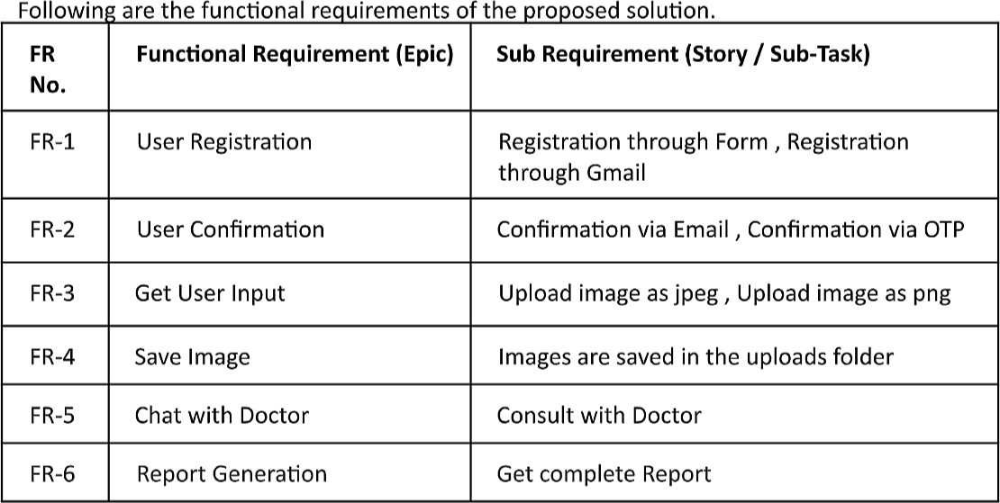 Following are the functional requirements of the proposed solution.
FR No. Functional Requirement (Epic) Sub Requirement (Story / Sub-Task)
FR-1 User Registration Registration through Form , Registration
through Gmail
FR-2 User Confirmation Confirmation via Email , Confirmation via OTP
FR-3 Get User Input Upload image as jpeg , Upload image as png
FR-4 Save Image Images are saved in the uploads folder
FR-5 Chat with Doctor Consult with Doctor
FR-6 Report Generation Get complete Report